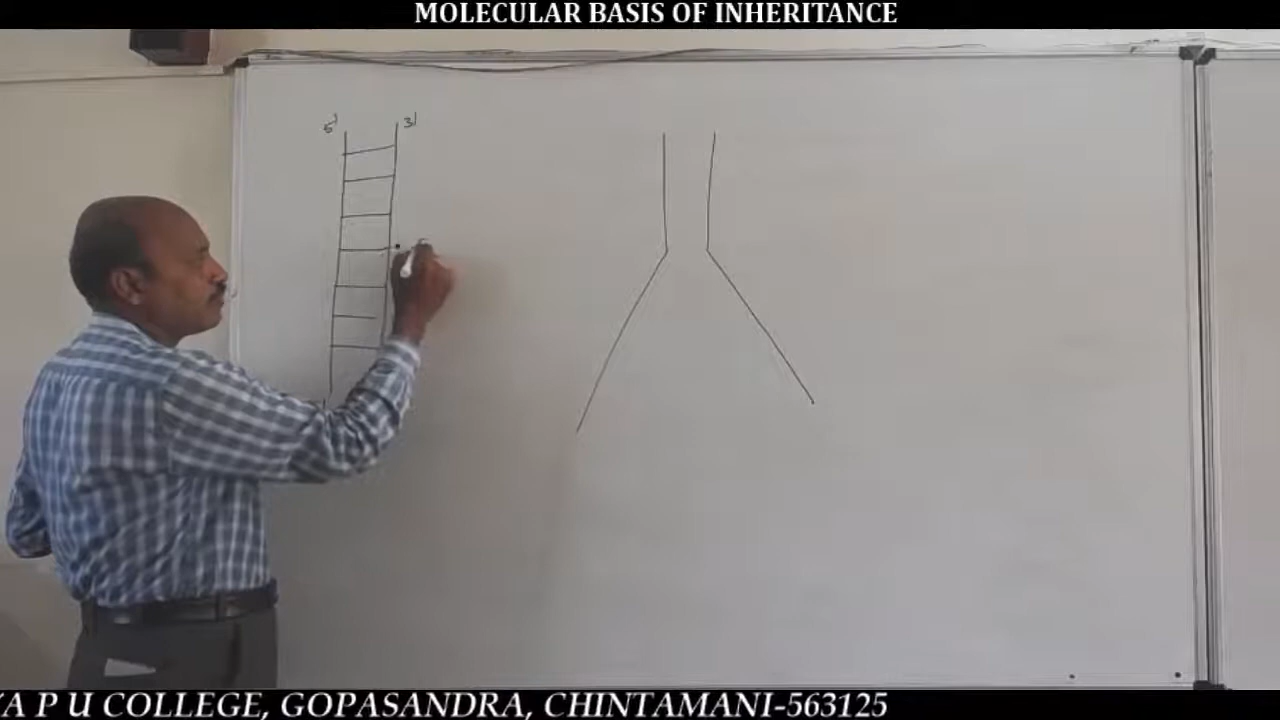 MOLECULAR BASIS OF INHERITANCE
5' 3'
A P U COLLEGE, GOPASANDRA, CHINTAMANI-563125